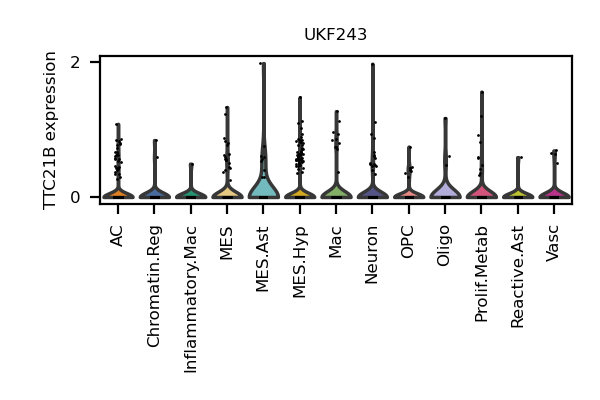 UKF243
TTC21B expression
2
0
AC
Chromatin.Reg
Inflammatory.Mac
MES
MES.Ast
MES.Hyp
Mac
Neuron
OPC
Oligo
Prolif.Metab
Reactive.Ast
Vasc